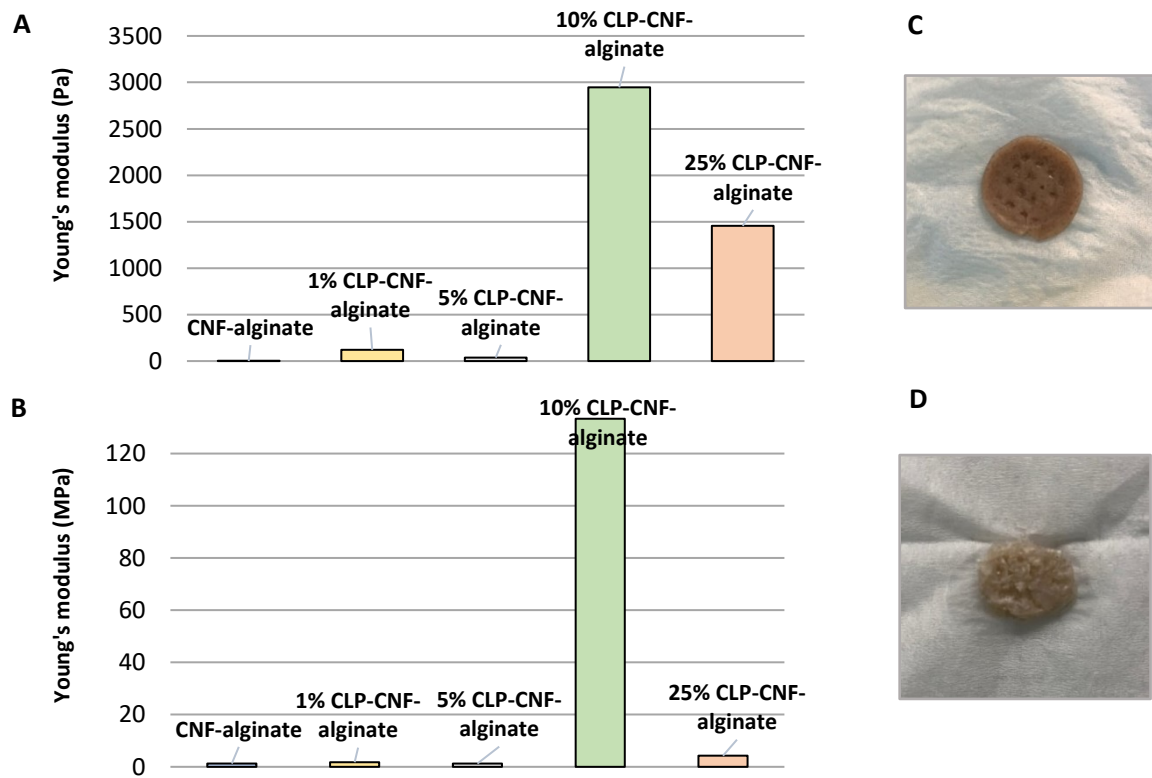 A
Young's modulus (Pa)
3500
3000
2500
2000
1500
1000
500
0
CNF-alginate
1% CLP-CNF-
alginate
5% CLP-CNF-
alginate
10% CLP-CNF-
alginate
25% CLP-CNF-
alginate
B
Young's modulus (MPa)
120
100
80
60
40
20
0
CNF-alginate
1% CLP-CNF-
alginate
5% CLP-CNF-
alginate
10% CLP-CNF-
alginate
25% CLP-CNF-
alginate
C
D